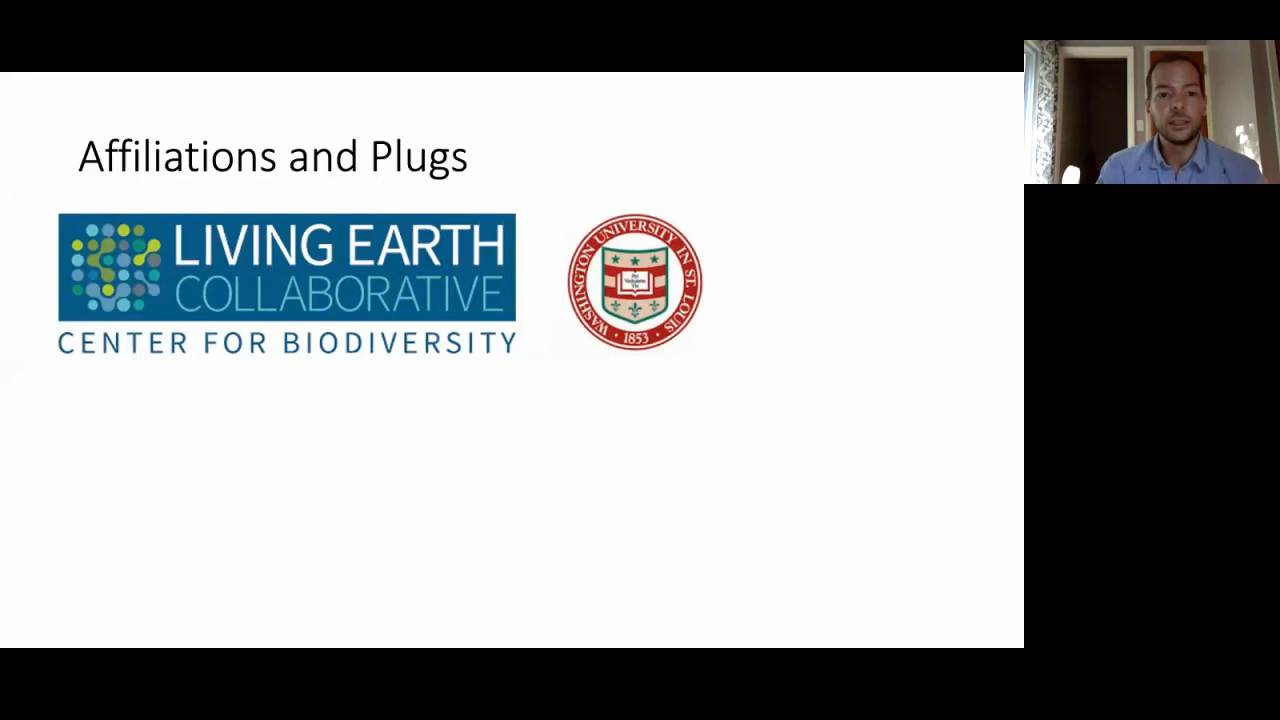 Affiliations and Plugs
LIVING EARTH
COLLABORATIVE
CENTER FOR BIODIVERSITY
WASHINGTON UNIVERSITY IN ST. LOUIS
· 1853 ·